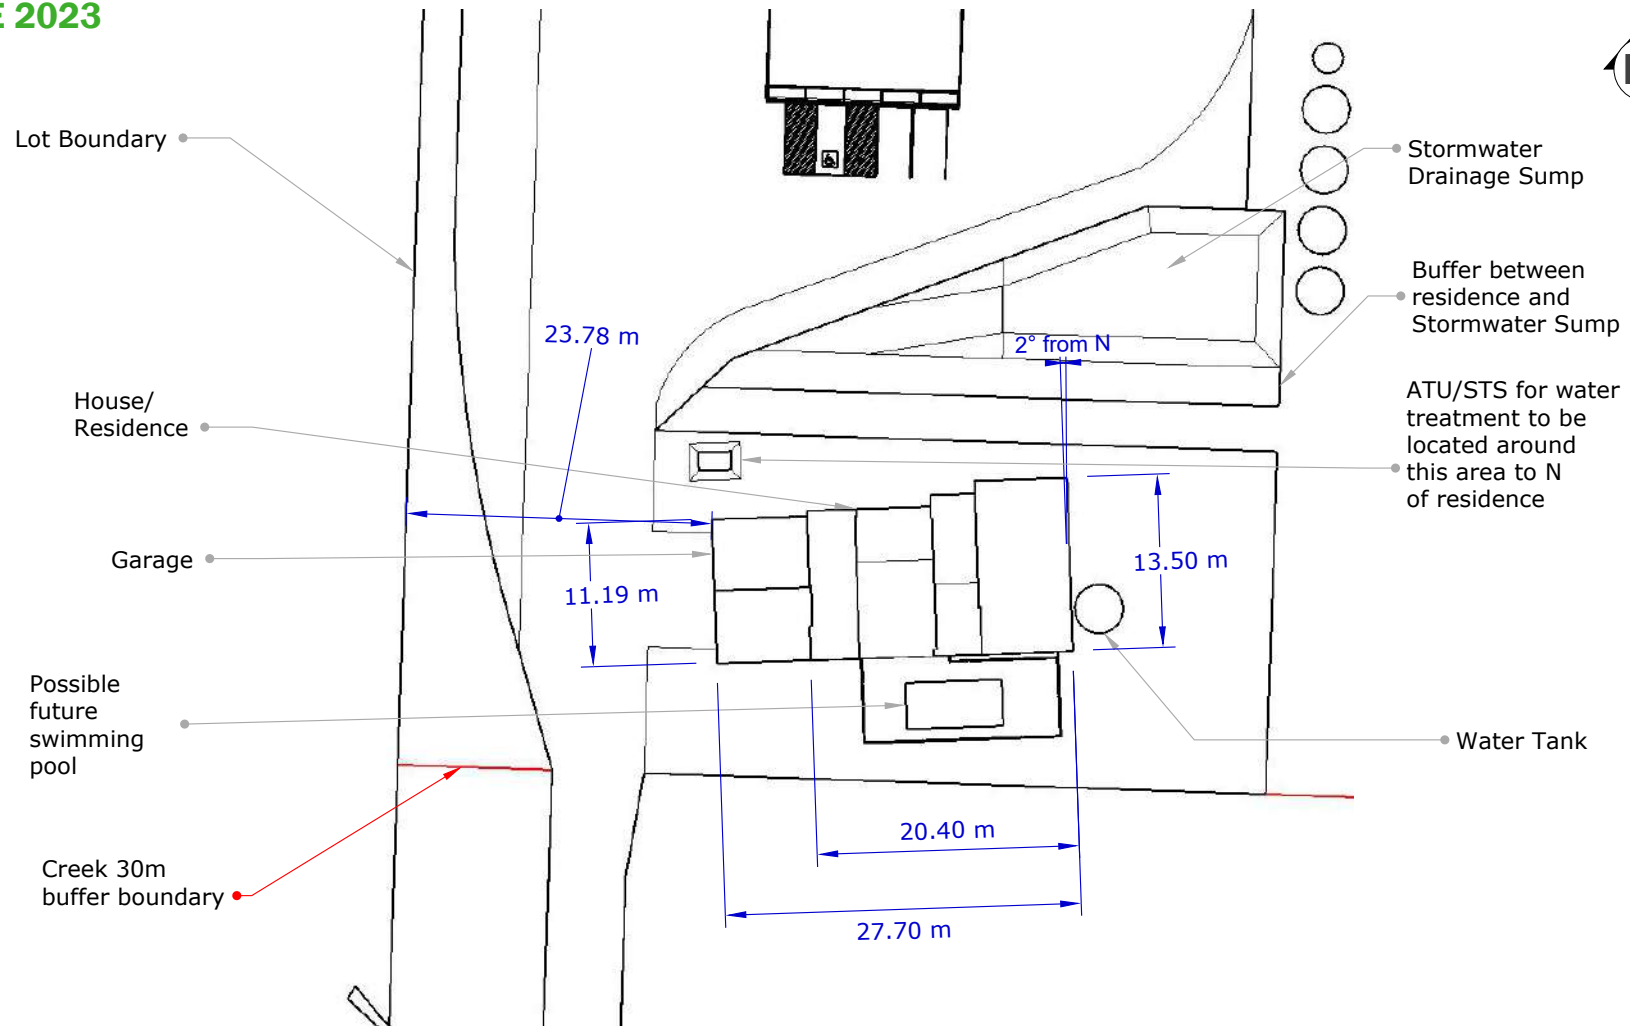 E 2023
Lot Boundary
Stormwater
Drainage Sump
Buffer between
residence and
Stormwater Sump
23.78 m
2° from N
House/
Residence
ATU/STS for water
treatment to be
located around
this area to N
of residence
Garage
11.19 m
13.50 m
Possible
future
swimming
pool
Water Tank
20.40 m
Creek 30m
buffer boundary
27.70 m